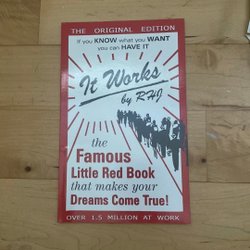 THE ORIGINAL EDITION
If you KNOW what you WANT
you can HAVE IT
It Works
by RHJ
the
Famous
Little Red Book
that makes your
Dreams Come True!
OVER 1.5 MILLION AT WORK